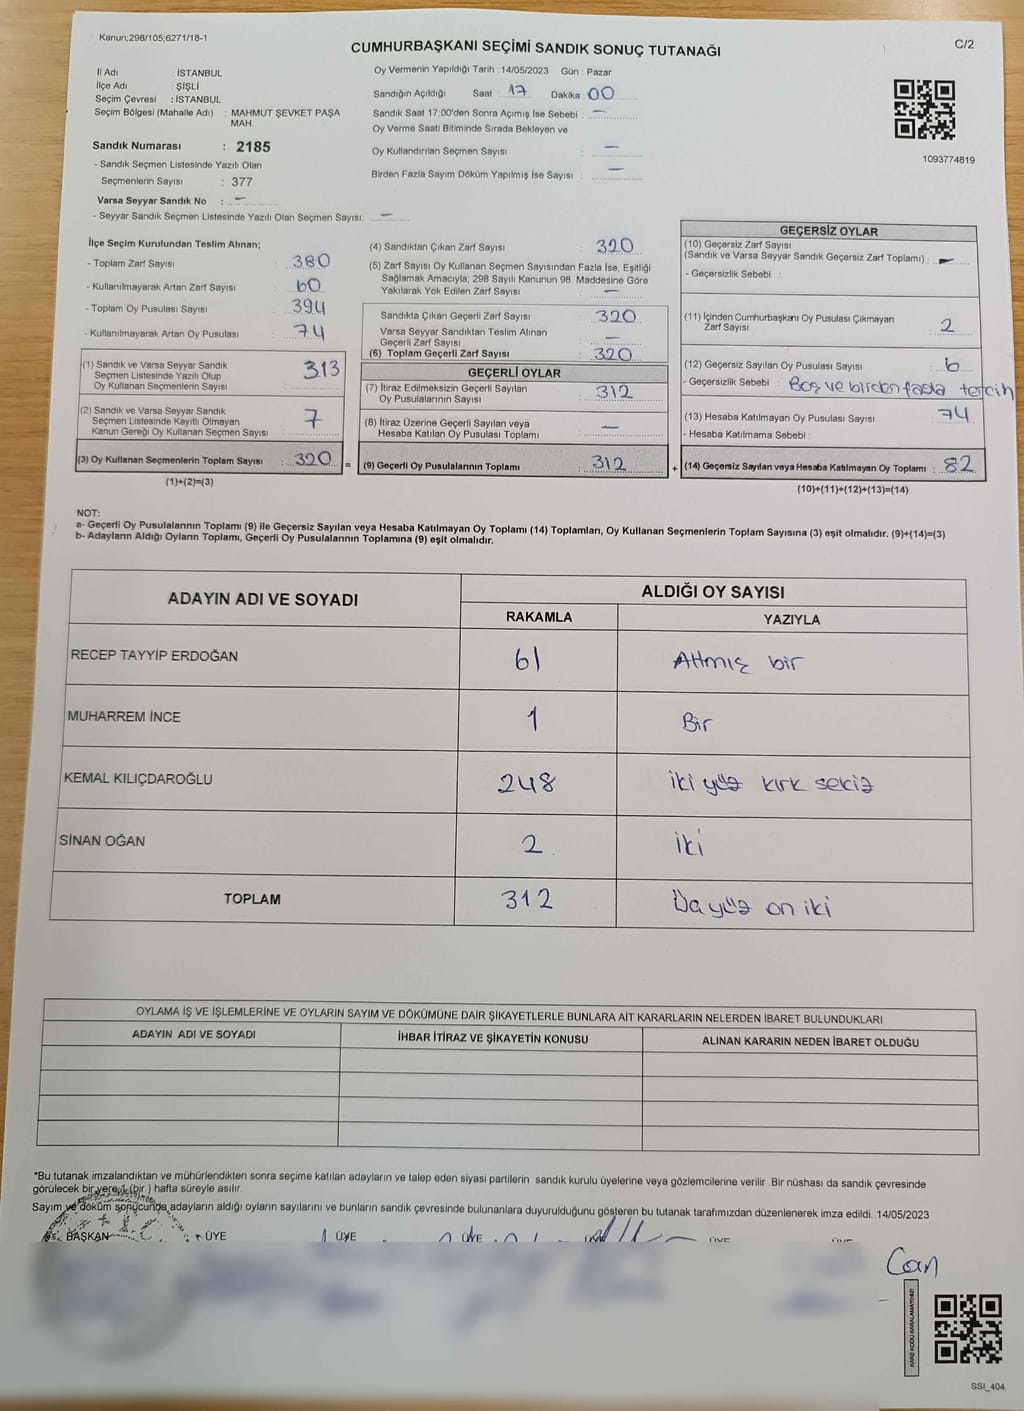 Kanun;298/105;6271/18-1
C/2
CUMHURBAŞKANI SEÇİMİ SANDIK SONUÇ TUTANAĞI
İl Adı : İSTANBUL
İlçe Adı : ŞİŞLİ
Seçim Çevresi : İSTANBUL
Seçim Bölgesi (Mahalle Adı) : MAHMUT ŞEVKET PAŞA
MAH.
Sandık Numarası : 2185
- Sandık Seçmen Listesinde Yazılı Olan
Seçmenlerin Sayısı : 377
Varsa Seyyar Sandık No : -
- Seyyar Sandık Seçmen Listesinde Yazılı Olan Seçmen Sayısı: -
Oy Vermenin Yapıldığı Tarih : 14/05/2023 Gün : Pazar
Sandığın Açıldığı Saat : 17 Dakika : 00
Sandık Saat 17:00'den Sonra Açımış İse Sebebi : -
Oy Verme Saati Bitiminde Sırada Bekleyen ve
Oy Kullandırılan Seçmen Sayısı : -
Birden Fazla Sayım Döküm Yapılmış İse Sayısı : -
1093774819
İlçe Seçim Kurulundan Teslim Alınan;
- Toplam Zarf Sayısı : 380
- Kullanılmayarak Artan Zarf Sayısı : 60
- Toplam Oy Pusulası Sayısı : 394
- Kullanılmayarak Artan Oy Pusulası : 74
(1) Sandık ve Varsa Seyyar Sandık
Seçmen Listesinde Yazılı Olup
Oy Kullanan Seçmenlerin Sayısı : 313
(2) Sandık ve Varsa Seyyar Sandık
Seçmen Listesinde Kayıtlı Olmayan
Kanun Gereği Oy Kullanan Seçmen Sayısı : 7
(3) Oy Kullanan Seçmenlerin Toplam Sayısı : 320
(1)+(2)=(3)
(4) Sandıktan Çıkan Zarf Sayısı : 320
(5) Zarf Sayısı Oy Kullanan Seçmen Sayısından Fazla İse, Eşitliği
Sağlamak Amacıyla; 298 Sayılı Kanunun 98. Maddesine Göre
Yakılarak Yok Edilen Zarf Sayısı : -
Sandıkta Çıkan Geçerli Zarf Sayısı : 320
Varsa Seyyar Sandıktan Teslim Alınan
Geçerli Zarf Sayısı : -
(6) Toplam Geçerli Zarf Sayısı : 320
GEÇERLİ OYLAR
(7) İtiraz Edilmeksizin Geçerli Sayılan
Oy Pusulalarının Sayısı : 312
(8) İtiraz Üzerine Geçerli Sayılan veya
Hesaba Katılan Oy Pusulası Toplamı : -
= (9) Geçerli Oy Pusulalarının Toplamı : 312
GEÇERSİZ OYLAR
(10) Geçersiz Zarf Sayısı
(Sandık ve Varsa Seyyar Sandık Geçersiz Zarf Toplamı) : -
- Geçersizlik Sebebi :
(11) İçinden Cumhurbaşkanı Oy Pusulası Çıkmayan
Zarf Sayısı : 2
(12) Geçersiz Sayılan Oy Pusulası Sayısı : 6
- Geçersizlik Sebebi : Boş ve birden fazla tercih
(13) Hesaba Katılmayan Oy Pusulası Sayısı : 74
- Hesaba Katılmama Sebebi :
+ (14) Geçersiz Sayılan veya Hesaba Katılmayan Oy Toplamı : 82
(10)+(11)+(12)+(13)=(14)
NOT:
a- Geçerli Oy Pusulalarının Toplamı (9) ile Geçersiz Sayılan veya Hesaba Katılmayan Oy Toplamı (14) Toplamları, Oy Kullanan Seçmenlerin Toplam Sayısına (3) eşit olmalıdır. (9)+(14)=(3)
b- Adayların Aldığı Oyların Toplamı, Geçerli Oy Pusulalarının Toplamına (9) eşit olmalıdır.
ADAYIN ADI VE SOYADI
ALDIĞI OY SAYISI
RAKAMLA YAZIYLA
RECEP TAYYİP ERDOĞAN 61 Altmış bir
MUHARREM İNCE 1 Bir
KEMAL KILIÇDAROĞLU 248 iki yüz kırk sekiz
SİNAN OĞAN 2 iki
TOPLAM 312 Üçyüz on iki
OYLAMA İŞ VE İŞLEMLERİNE VE OYLARIN SAYIM VE DÖKÜMÜNE DAİR ŞİKAYETLERLE BUNLARA AİT KARARLARIN NELERDEN İBARET BULUNDUKLARI
ADAYIN ADI VE SOYADI İHBAR İTİRAZ VE ŞİKAYETİN KONUSU ALINAN KARARIN NEDEN İBARET OLDUĞU
*Bu tutanak imzalandıktan ve mühürlendikten sonra seçime katılan adayların ve talep eden siyasi partilerin sandık kurulu üyelerine veya gözlemcilerine verilir .Bir nüshası da sandık çevresinde
görülecek bir yere 1 (bir ) hafta süreyle asılır.
Sayım ve döküm sonucunda adayların aldığı oyların sayılarını ve bunların sandık çevresinde bulunanlara duyurulduğunu gösteren bu tutanak tarafımızdan düzenlenerek imza edildi. 14/05/2023
BAŞKAN ÜYE ÜYE ÜYE ÜYE ÜYE
Can
KARE KODU KARALAMAYINIZ!
SSI_404